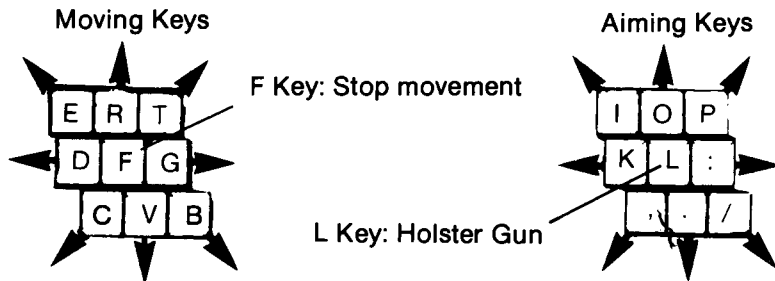 Moving Keys Aiming Keys
F Key: Stop movement
E R T I O P
D F G K L :
C V B , . /
L Key: Holster Gun